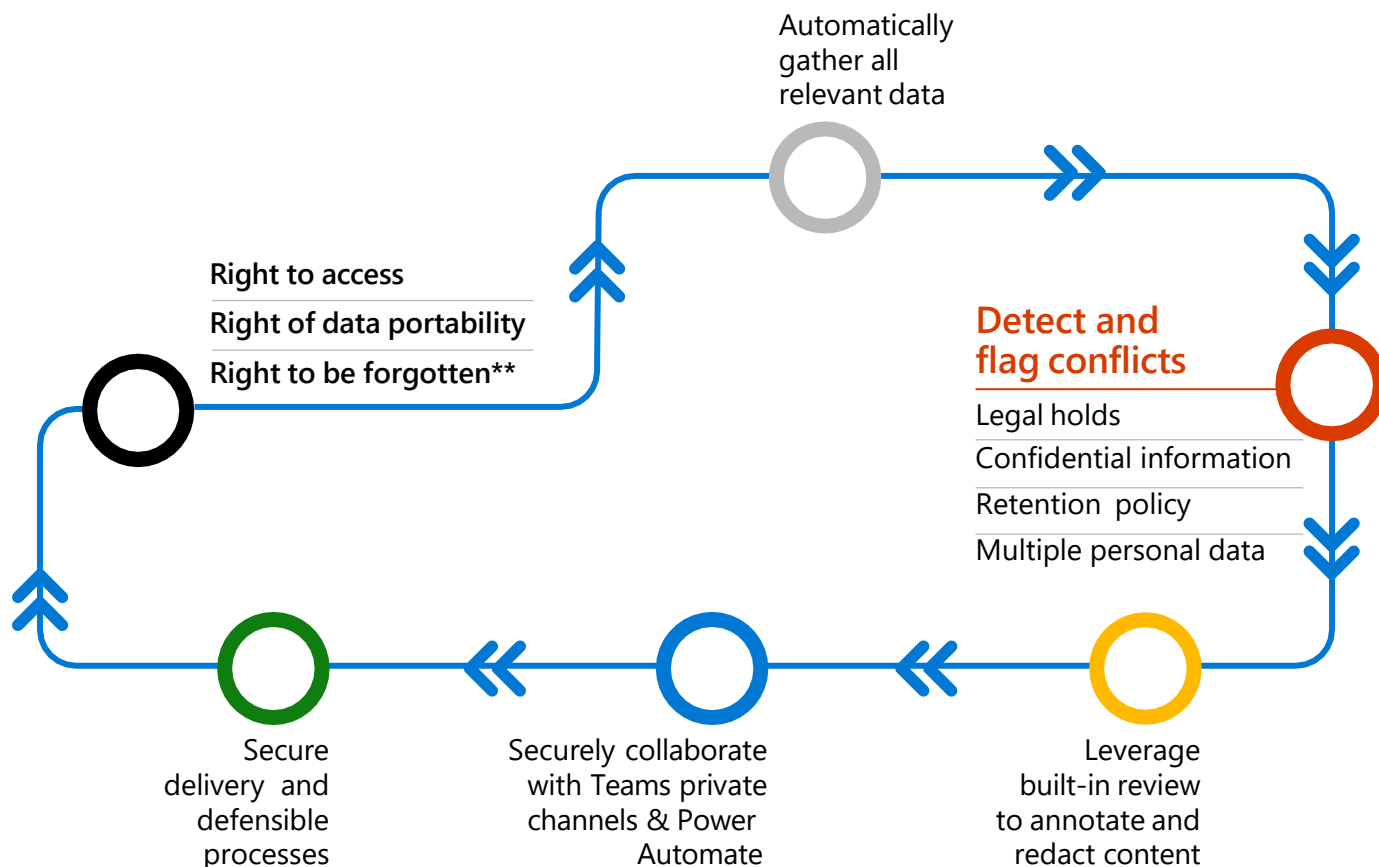 Automatically
gather all
relevant data
Right to access
Right of data portability
Right to be forgotten**
Detect and
flag conflicts
Legal holds
Confidential information
Retention policy
Multiple personal data
Secure
delivery and
defensible
processes
Securely collaborate
with Teams private
channels & Power
Automate
Leverage
built-in review
to annotate and
redact content